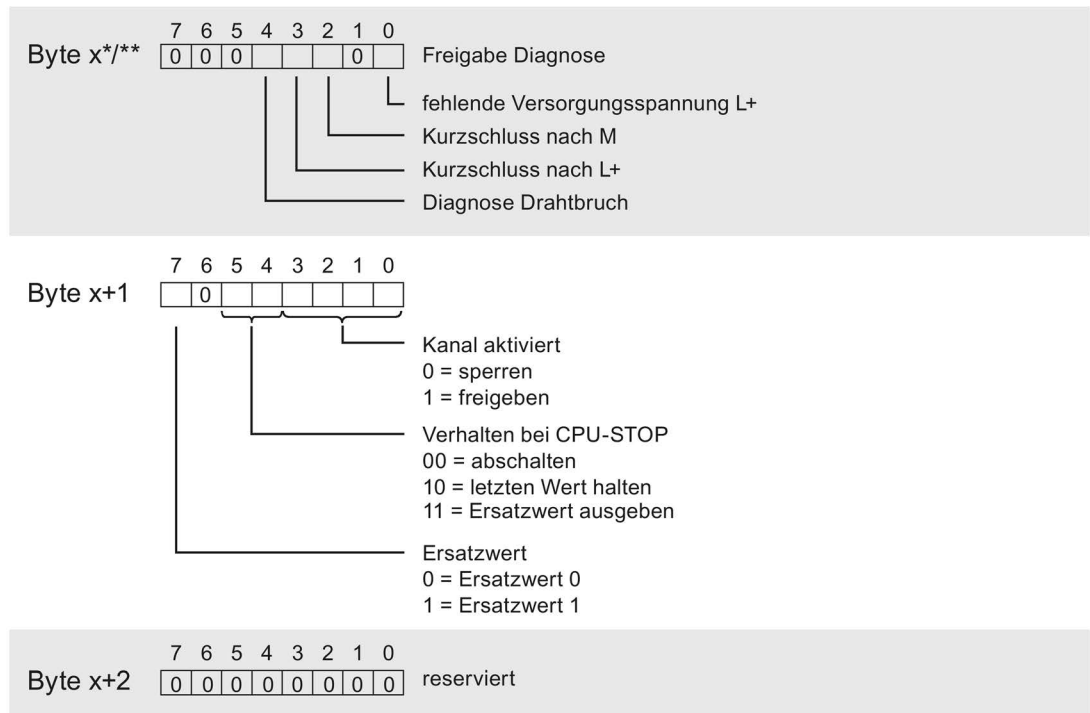 7 6 5 4 3 2 1 0
Byte x*/** 0 0 0 0 Freigabe Diagnose
fehlende Versorgungsspannung L+
Kurzschluss nach M
Kurzschluss nach L+
Diagnose Drahtbruch
7 6 5 4 3 2 1 0
Byte x+1 0
Kanal aktiviert
0 = sperren
1 = freigeben
Verhalten bei CPU-STOP
00 = abschalten
10 = letzten Wert halten
11 = Ersatzwert ausgeben
Ersatzwert
0 = Ersatzwert 0
1 = Ersatzwert 1
7 6 5 4 3 2 1 0
Byte x+2 0 0 0 0 0 0 0 0 reserviert